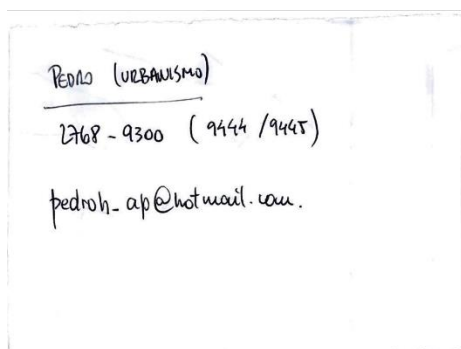 PEDRO (URBANISMO)
2768-9300 (9444/9445)
pedroh_ap@hotmail.com.